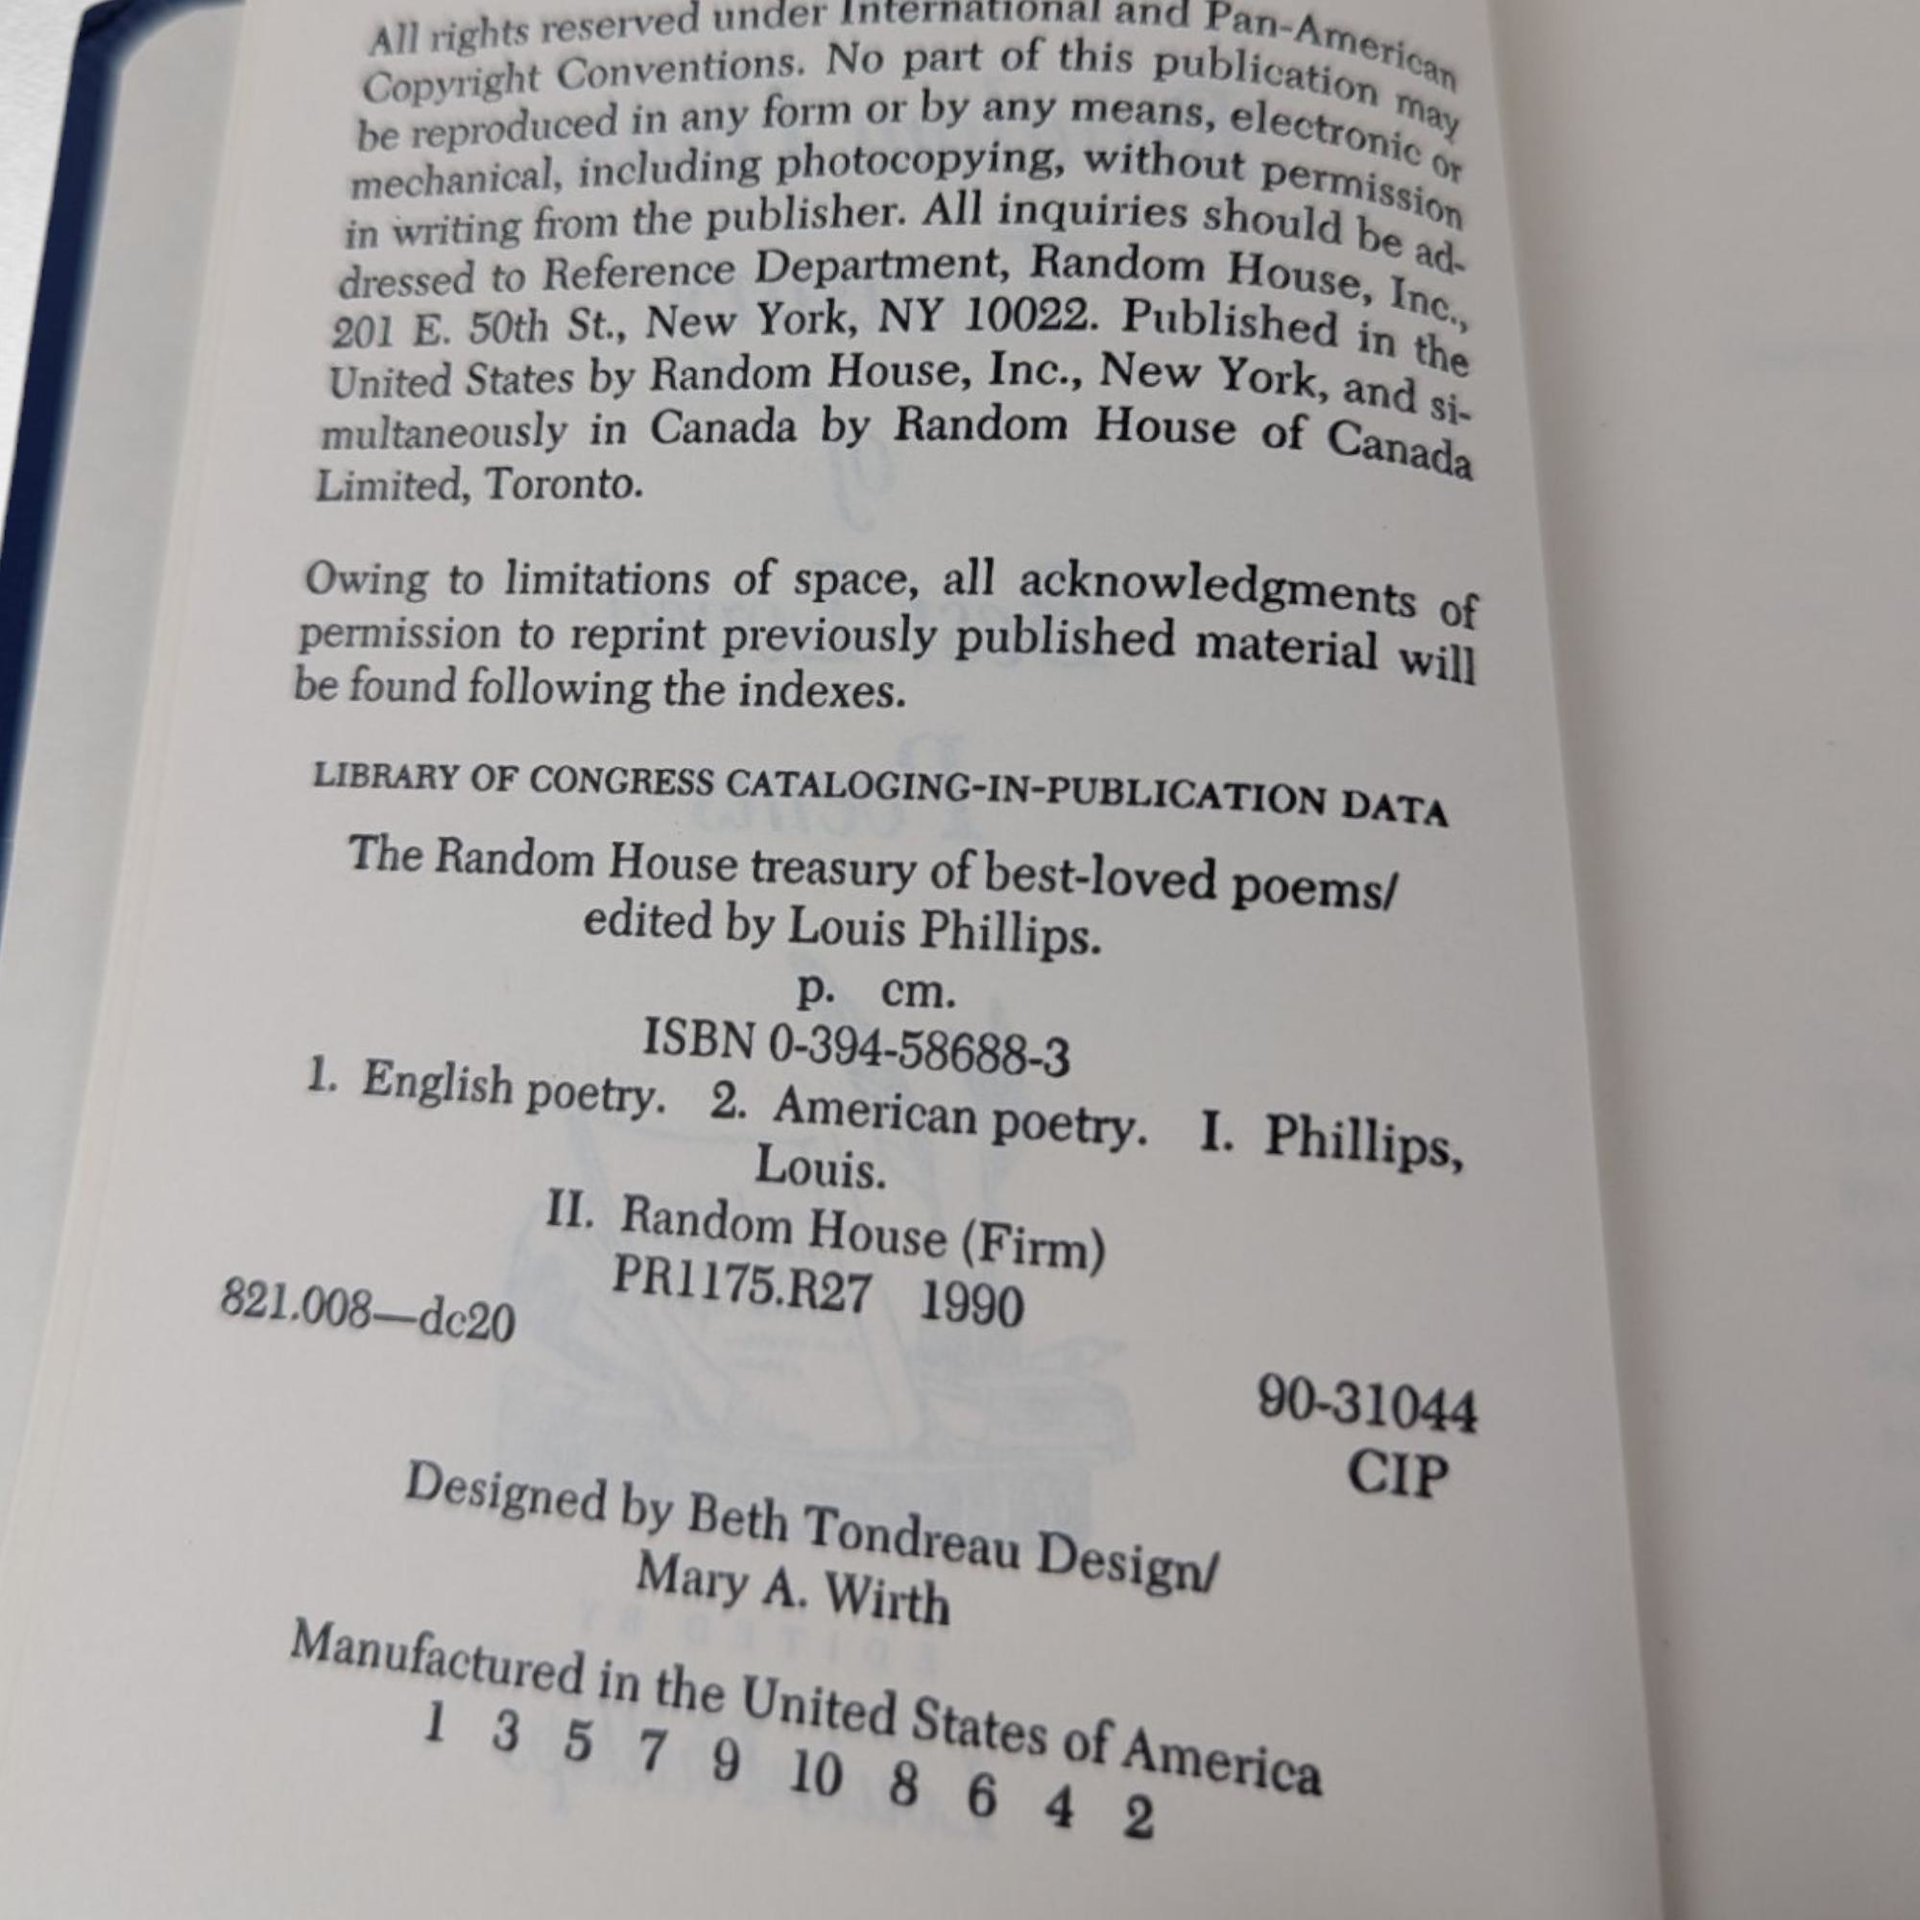 All rights reserved under International and Pan-American
Copyright Conventions. No part of this publication may
be reproduced in any form or by any means, electronic or
mechanical, including photocopying, without permission
in writing from the publisher. All inquiries should be ad-
dressed to Reference Department, Random House, Inc.,
201 E. 50th St., New York, NY 10022. Published in the
United States by Random House, Inc., New York, and si-
multaneously in Canada by Random House of Canada
Limited, Toronto.
Owing to limitations of space, all acknowledgments of
permission to reprint previously published material will
be found following the indexes.
LIBRARY OF CONGRESS CATALOGING-IN-PUBLICATION DATA
The Random House treasury of best-loved poems/
edited by Louis Phillips.
p. cm.
ISBN 0-394-58688-3
1. English poetry. 2. American poetry. I. Phillips,
Louis.
II. Random House (Firm)
PR1175.R27 1990
821.008—dc20
90-31044
CIP
Designed by Beth Tondreau Design/
Mary A. Wirth
Manufactured in the United States of America
1 3 5 7 9 10 8 6 4 2